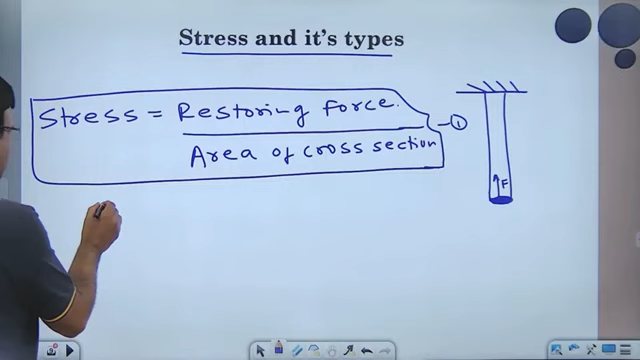 Stress and it's types
Stress = Restoring force.
Area of cross section
1
F